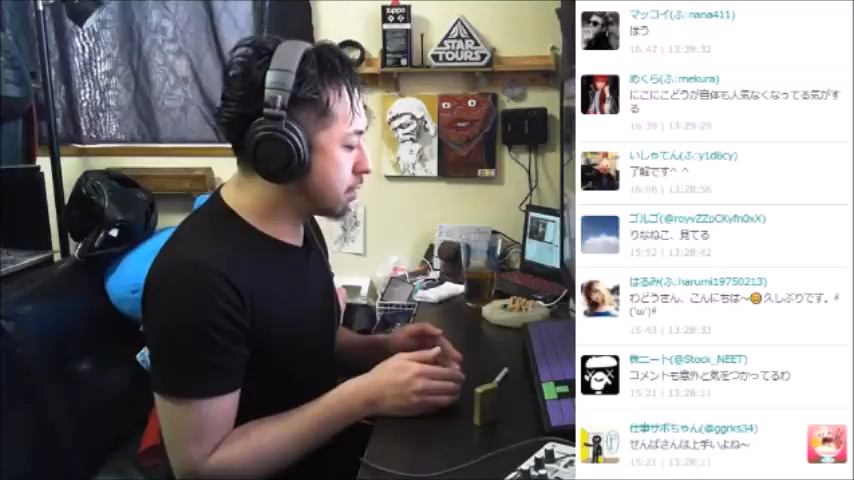 zippo
STAR
TOURS
マッコイ(ふ:nana411)
ほう
16:42 | 13:29:32
めくら(ふ:mekura)
にこにこどうが自体も人気なくなってる気がす
る
16:39 | 13:29:29
いしゃてん(ふ:y1d6cy)
了解です^ ^
16:06 | 13:28:56
ゴルゴ(@royvZZpCKyfn0xX)
りなねこ、見てる
15:52 | 13:28:42
はるみ(ふ:harumi19750213)
わどうさん、こんにちは〜😊久しぶりです。#
('ω')#
15:43 | 13:28:33
株ニート(@Stock_NEET)
コメントも意外と気をつかってるわ
15:21 | 13:28:11
仕事サボちゃん(@ggrks34)
せんぱさんは上手いよね〜
15:21 | 13:28:11